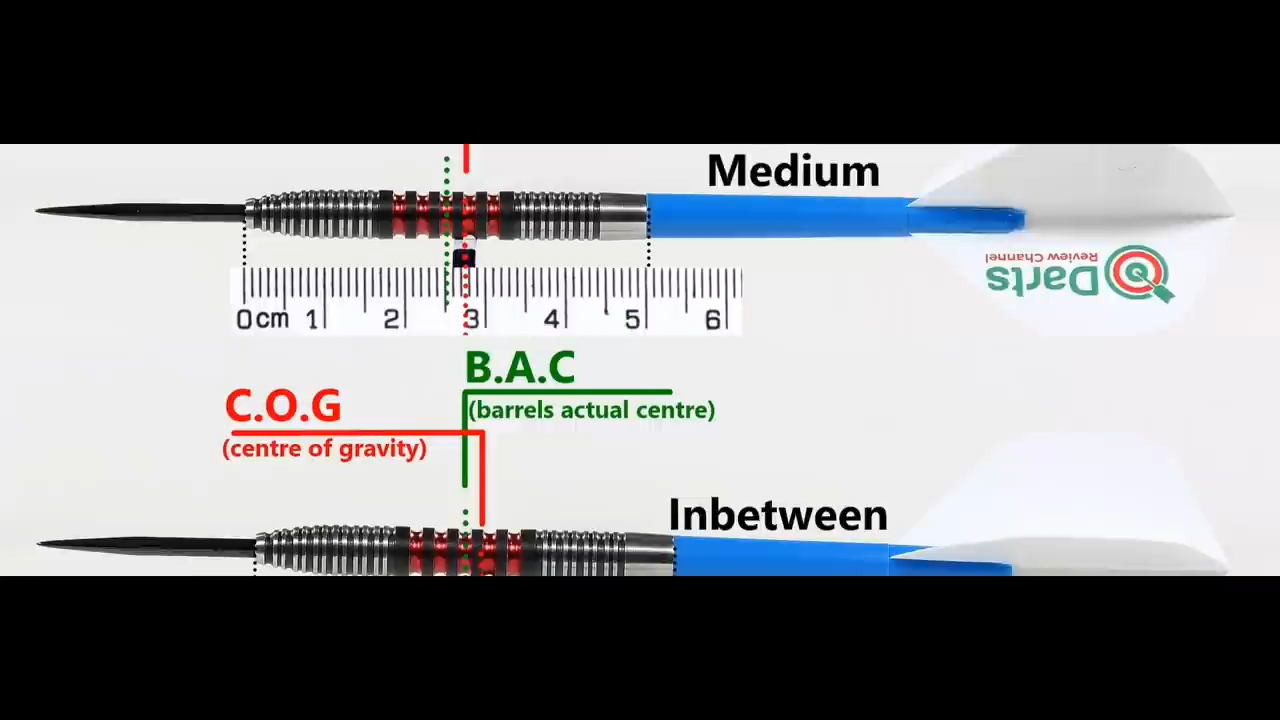 Medium
Darts
Review Channel
0cm 1 2 3 4 5 6
B.A.C
(barrels actual centre)
C.O.G
(centre of gravity)
Inbetween